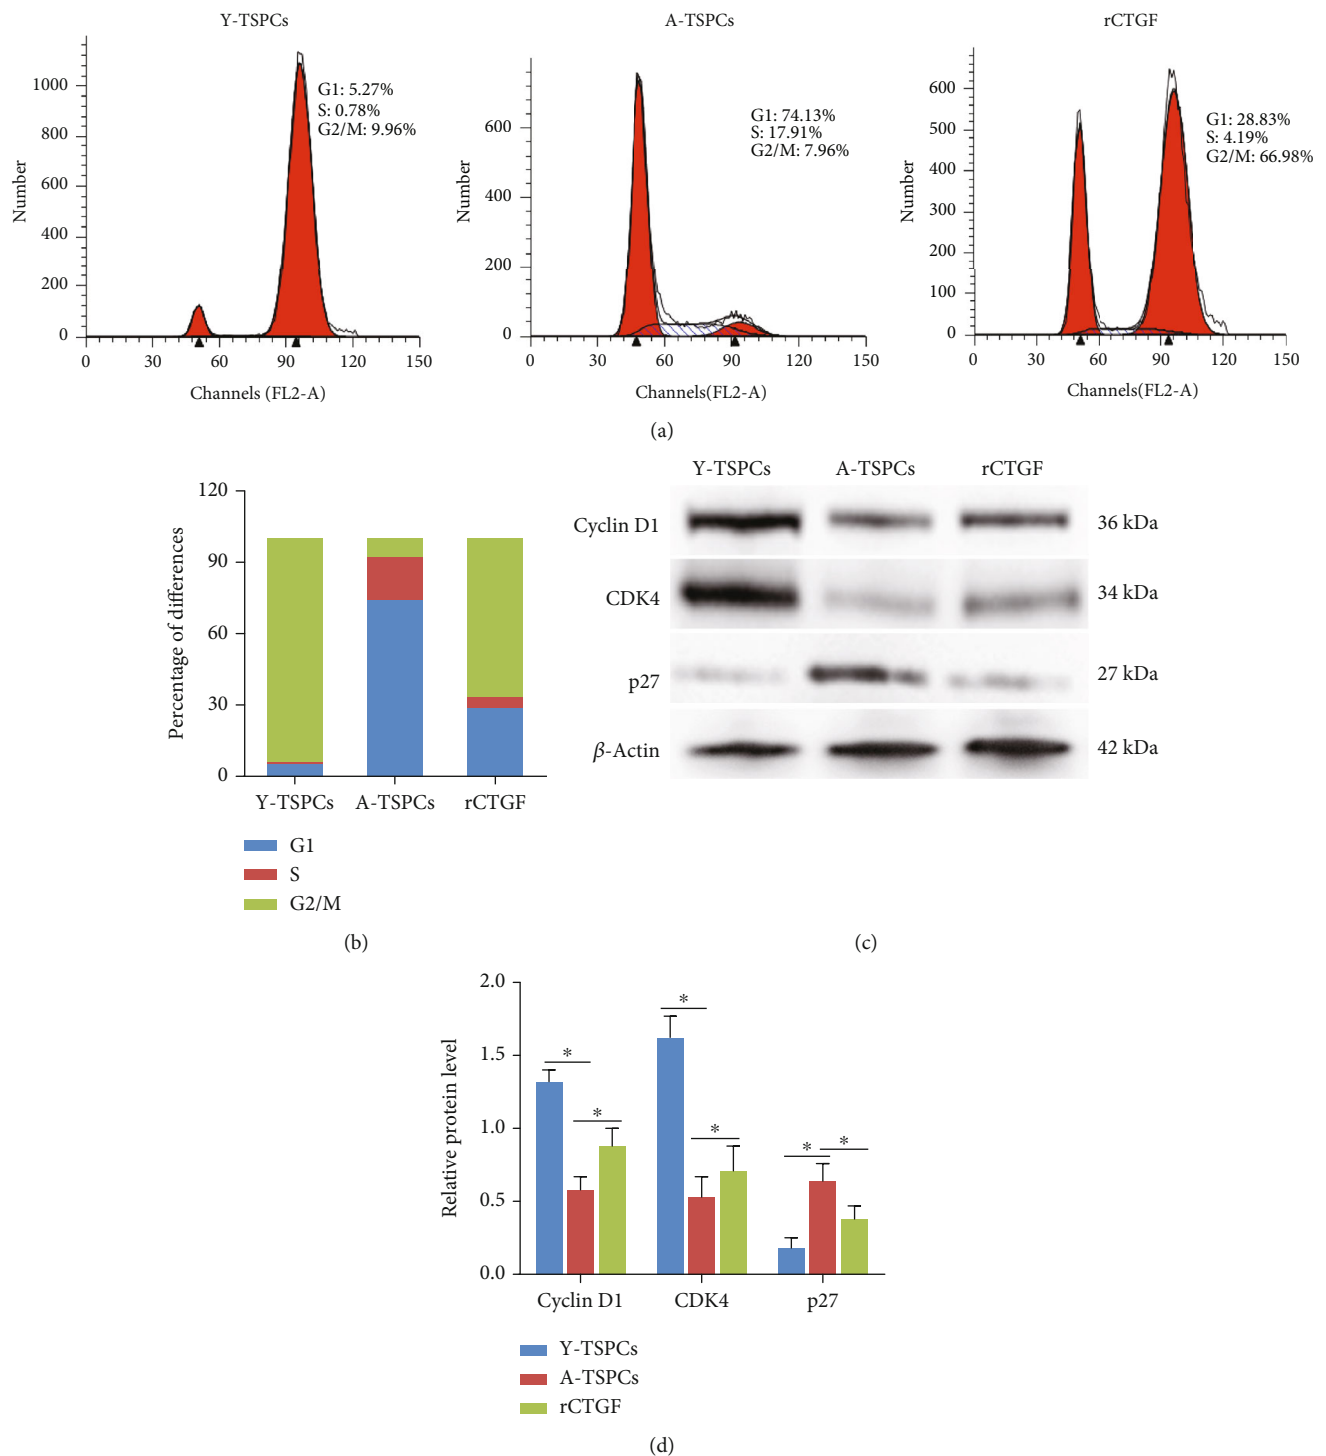 Y-TSPCs
1000
800
600
400
200
0
Number
G1: 5.27%
S: 0.78%
G2/M: 9.96%
0 30 60 90 120 150
Channels (FL2-A)
A-TSPCs
600
400
200
0
Number
G1: 74.13%
S: 17.91%
G2/M: 7.96%
0 30 60 90 120 150
Channels(FL2-A)
rCTGF
600
500
400
300
200
100
0
Number
G1: 28.83%
S: 4.19%
G2/M: 66.98%
0 30 60 90 120 150
Channels(FL2-A)
(a)
120
90
60
30
0
Percentage of differences
Y-TSPCs A-TSPCs rCTGF
G1
S
G2/M
(b)
Y-TSPCs A-TSPCs rCTGF
Cyclin D1 36 kDa
CDK4 34 kDa
p27 27 kDa
β-Actin 42 kDa
(c)
2.0
1.5
1.0
0.5
0.0
Relative protein level
* * * * * *
Cyclin D1 CDK4 p27
Y-TSPCs
A-TSPCs
rCTGF
(d)